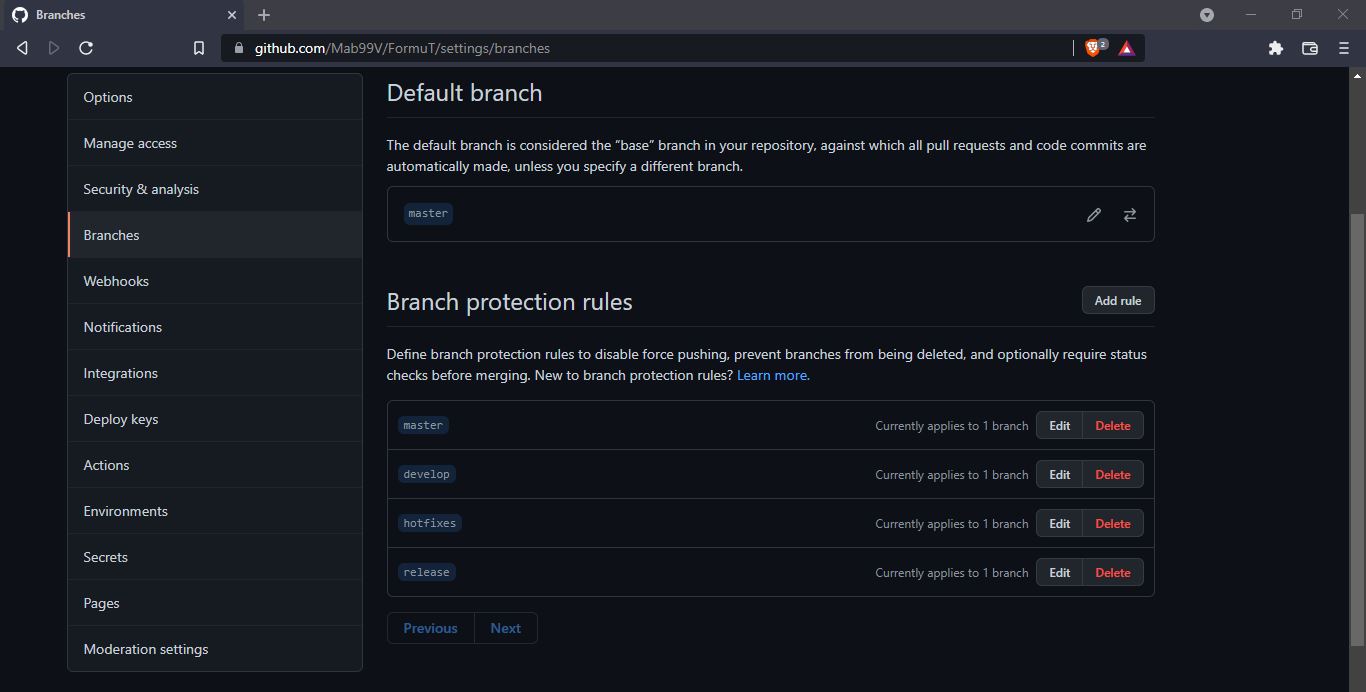 Branches
github.com/Mab99V/FormuT/settings/branches
2
Options
Manage access
Security & analysis
Branches
Webhooks
Notifications
Integrations
Deploy keys
Actions
Environments
Secrets
Pages
Moderation settings
Default branch
The default branch is considered the “base” branch in your repository, against which all pull requests and code commits are
automatically made, unless you specify a different branch.
master
Branch protection rules
Add rule
Define branch protection rules to disable force pushing, prevent branches from being deleted, and optionally require status
checks before merging. New to branch protection rules? Learn more.
master Currently applies to 1 branch Edit Delete
develop Currently applies to 1 branch Edit Delete
hotfixes Currently applies to 1 branch Edit Delete
release Currently applies to 1 branch Edit Delete
Previous Next